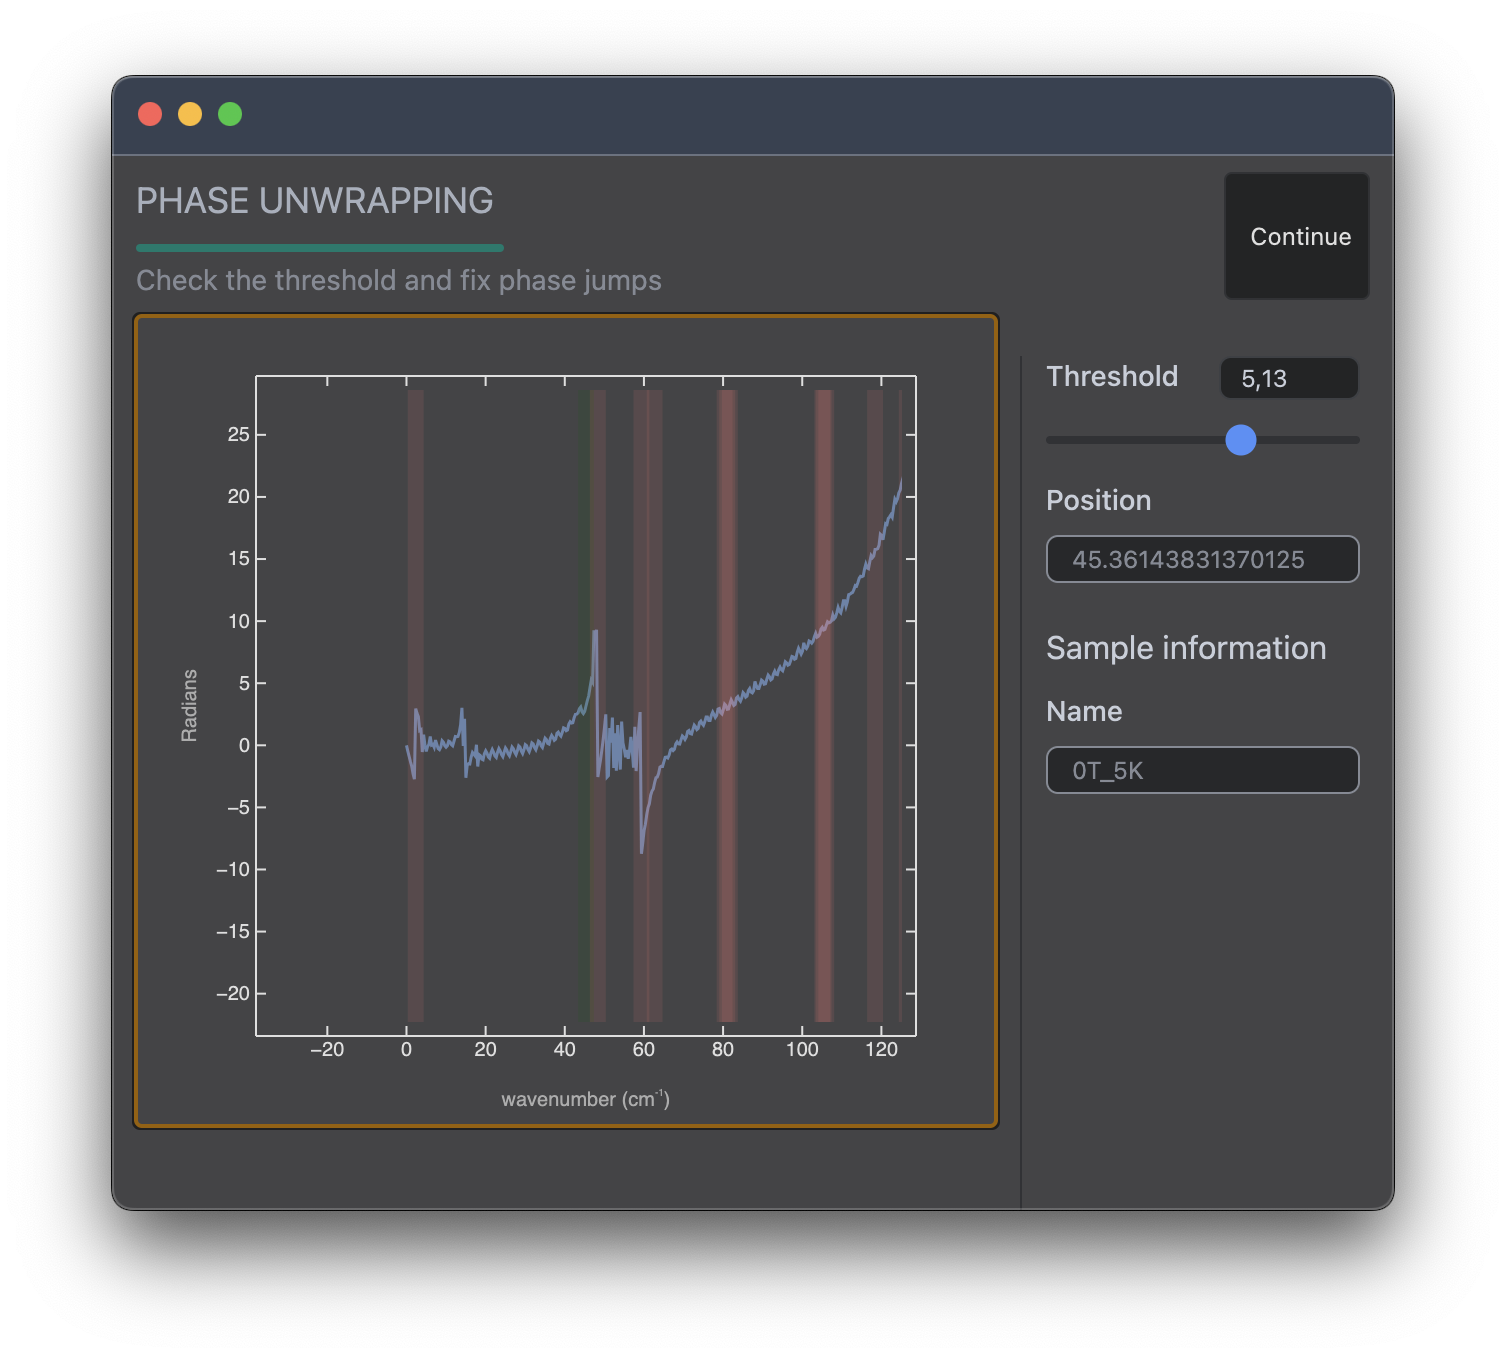 PHASE UNWRAPPING
Continue
Check the threshold and fix phase jumps
Threshold
5,13
Position
45.36143831370125
Sample information
Name
0T_5K
25
20
15
10
5
0
−5
−10
−15
−20
Radians
−20 0 20 40 60 80 100 120
wavenumber (cm⁻¹)